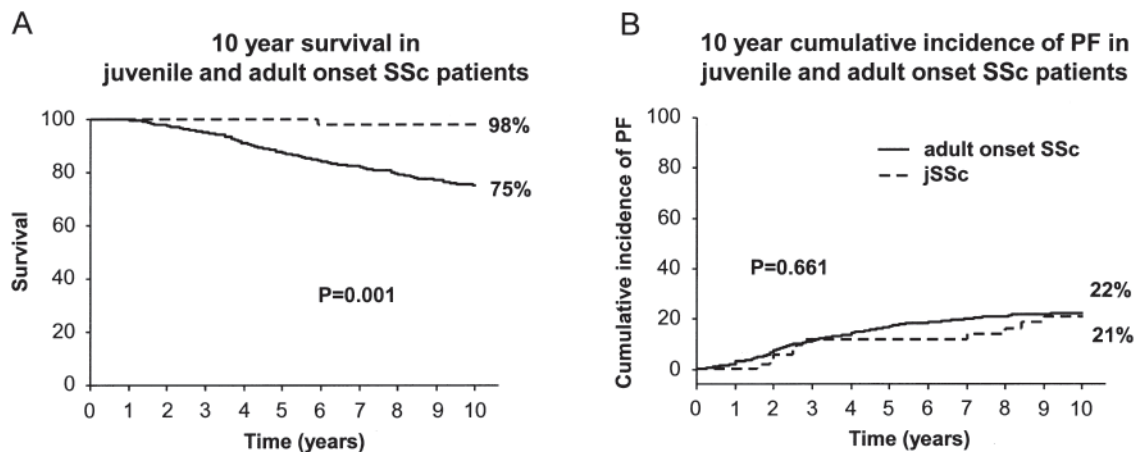 A
10 year survival in
juvenile and adult onset SSc patients
100
80
60
40
20
0
Survival
98%
75%
P=0.001
0 1 2 3 4 5 6 7 8 9 10
Time (years)
B
10 year cumulative incidence of PF in
juvenile and adult onset SSc patients
100
80
60
40
20
0
Cumulative incidence of PF
adult onset SSc
jSSc
P=0.661
22%
21%
0 1 2 3 4 5 6 7 8 9 10
Time (years)